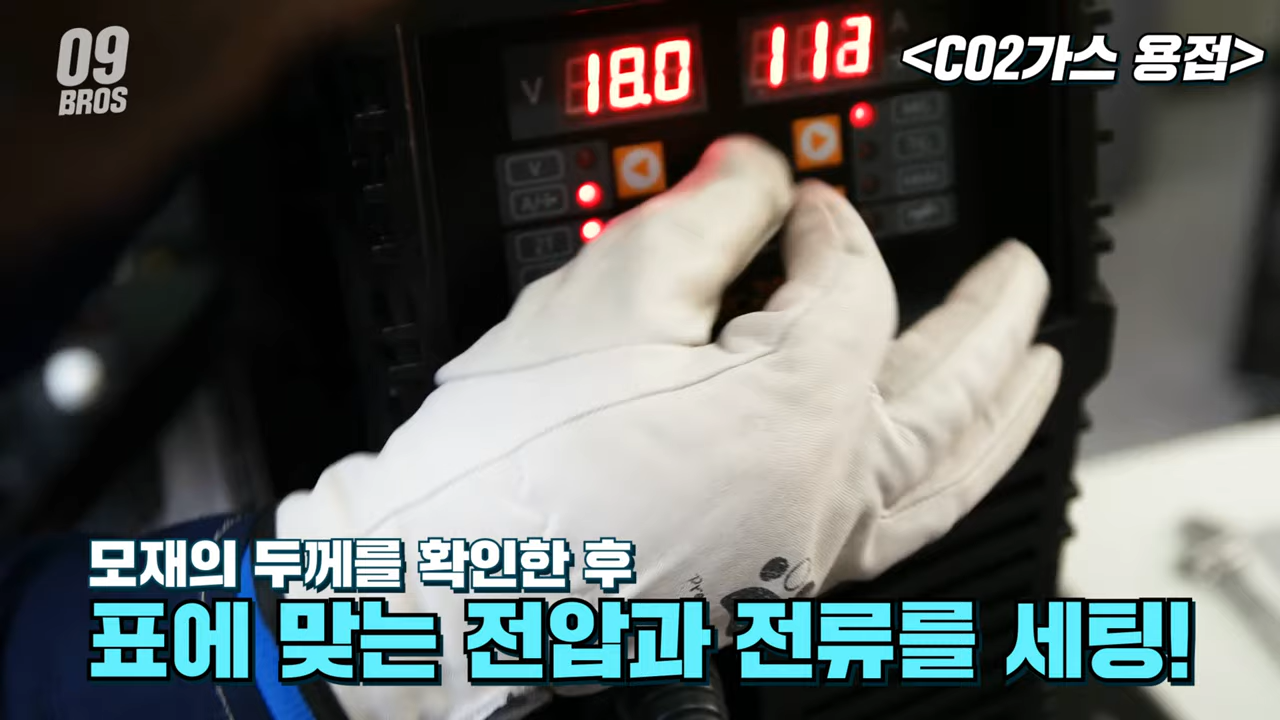 09
BROS
<CO2가스 용접>
V 18.0
A
V
모재의 두께를 확인한 후
표에 맞는 전압과 전류를 세팅!